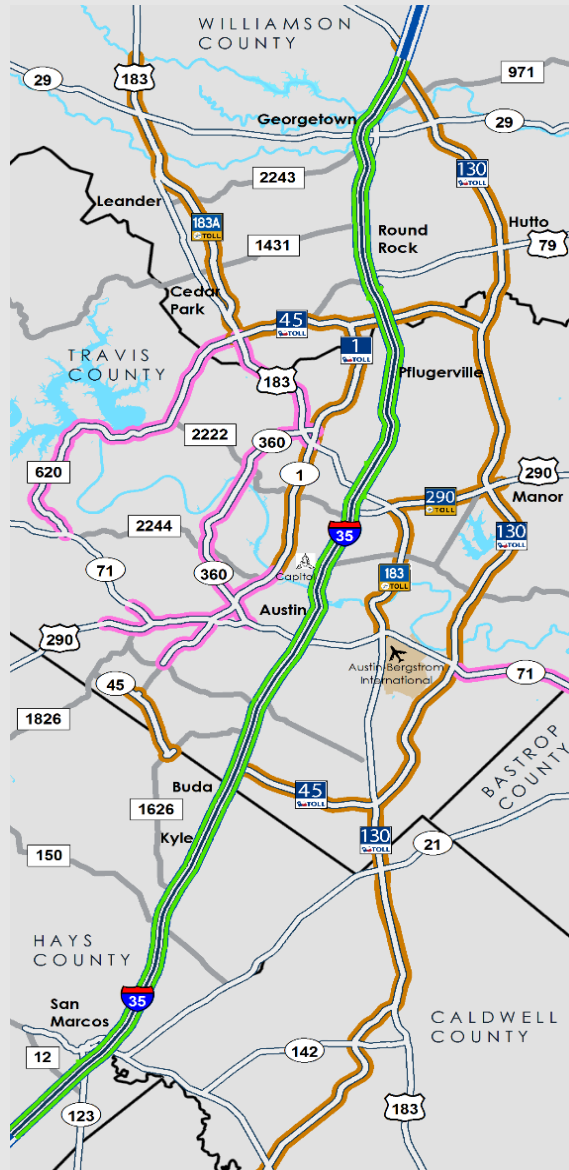 WILLIAMSON
COUNTY
183
971
29
Georgetown
29
130
TOLL
2243
Leander
183A
TOLL
Hutto
Round
Rock
1431
79
Cedar
Park
45
TOLL
1
TOLL
TRAVIS
COUNTY
183
Pflugerville
2222
360
620
1
290
290
TOLL
Manor
2244
35
130
TOLL
71
360
Capitol
183
TOLL
Austin
290
Austin-Bergstrom
International
71
45
1826
BASTROP
COUNTY
Buda
45
TOLL
1626
Kyle
130
TOLL
21
150
HAYS
COUNTY
35
San
Marcos
CALDWELL
COUNTY
12
142
123
183